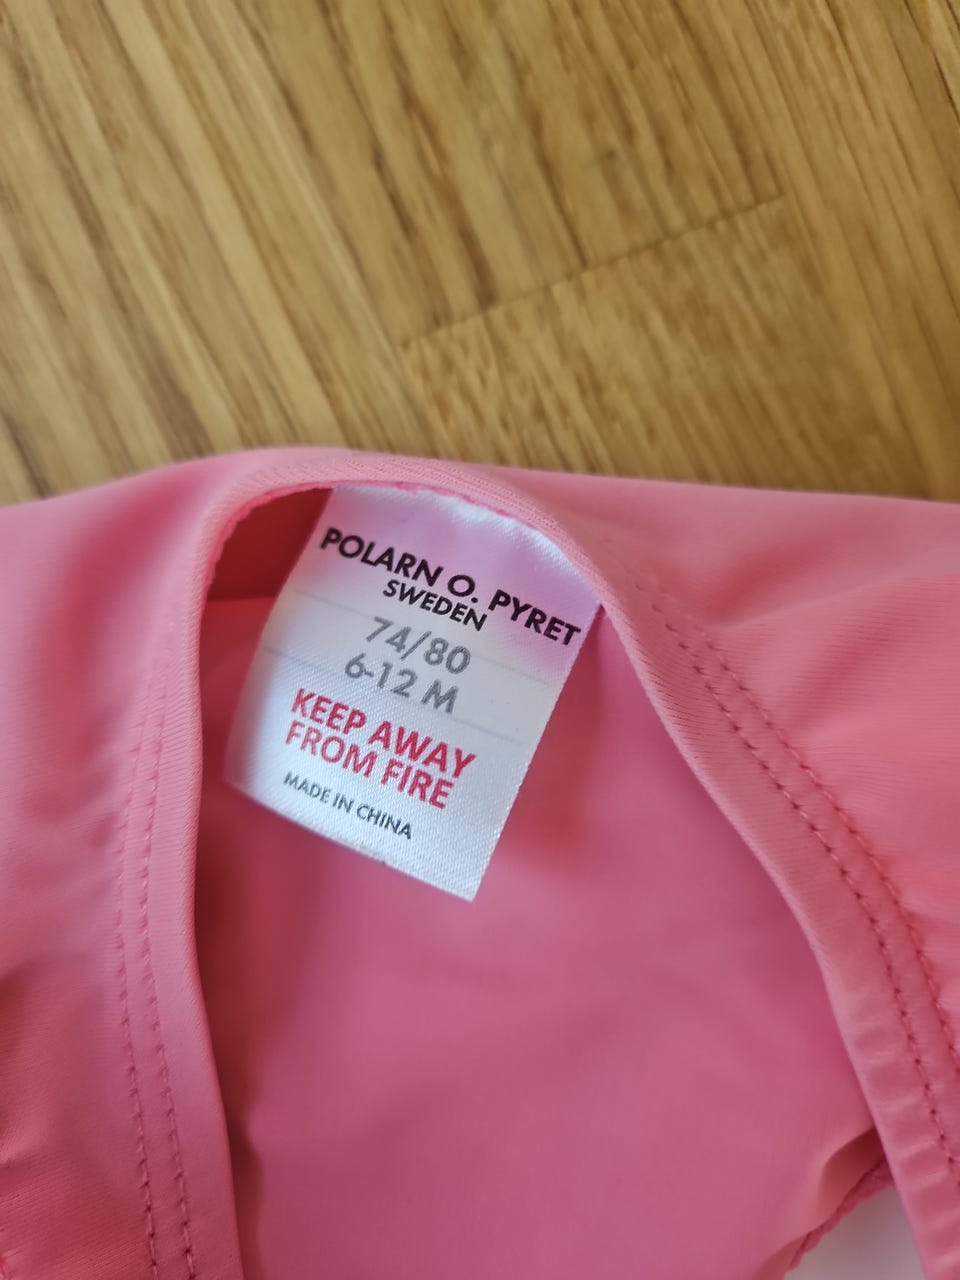 POLARN O. PYRET
SWEDEN
74/80
6-12 M
KEEP AWAY
FROM FIRE
MADE IN CHINA